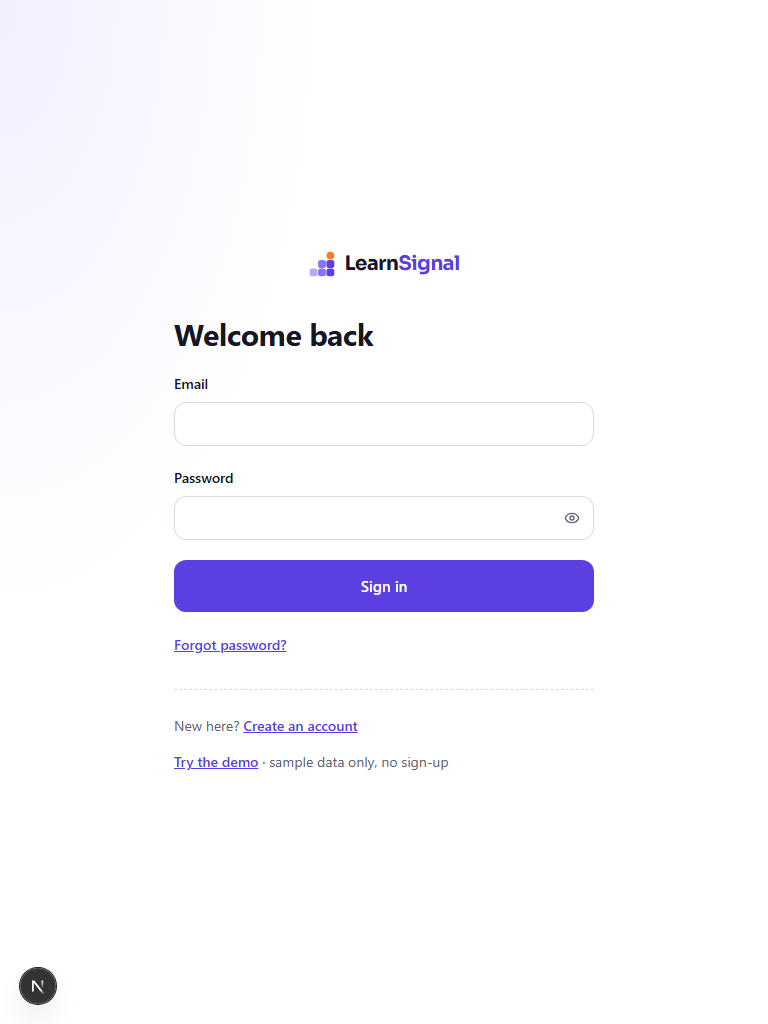 LearnSignal
Welcome back
Email
Password
Sign in
Forgot password?
New here? Create an account
Try the demo · sample data only, no sign-up
N